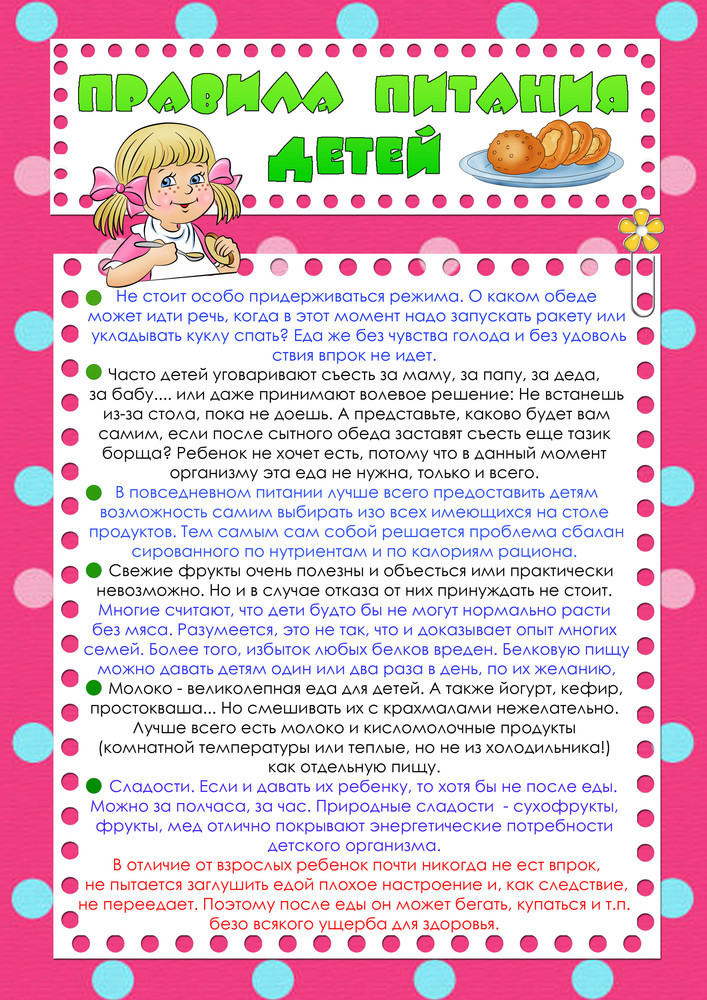 ПРАВИЛА ПИТАНИЯ
ДЕТЕЙ
Не стоит особо придерживаться режима. О каком обеде
может идти речь, когда в этот момент надо запускать ракету или
укладывать куклу спать? Еда же без чувства голода и без удоволь
ствия впрок не идет.
Часто детей уговаривают съесть за маму, за папу, за деда,
за бабу.... или даже принимают волевое решение: Не встанешь
из-за стола, пока не доешь. А представьте, каково будет вам
самим, если после сытного обеда заставят съесть еще тазик
борща? Ребенок не хочет есть, потому что в данный момент
организму эта еда не нужна, только и всего.
В повседневном питании лучше всего предоставить детям
возможность самим выбирать изо всех имеющихся на столе
продуктов. Тем самым сам собой решается проблема сбалан
сированного по нутриентам и по калориям рациона.
Свежие фрукты очень полезны и объесться ими практически
невозможно. Но и в случае отказа от них принуждать не стоит.
Многие считают, что дети будто бы не могут нормально расти
без мяса. Разумеется, это не так, что и доказывает опыт многих
семей. Более того, избыток любых белков вреден. Белковую пищу
можно давать детям один или два раза в день, по их желанию,
Молоко - великолепная еда для детей. А также йогурт, кефир,
простокваша... Но смешивать их с крахмалами нежелательно.
Лучше всего есть молоко и кисломолочные продукты
(комнатной температуры или теплые, но не из холодильника!)
как отдельную пищу.
Сладости. Если и давать их ребенку, то хотя бы не после еды.
Можно за полчаса, за час. Природные сладости - сухофрукты,
фрукты, мед отлично покрывают энергетические потребности
детского организма.
В отличие от взрослых ребенок почти никогда не ест впрок,
не пытается заглушить едой плохое настроение и, как следствие,
не переедает. Поэтому после еды он может бегать, купаться и т.п.
безо всякого ущерба для здоровья.